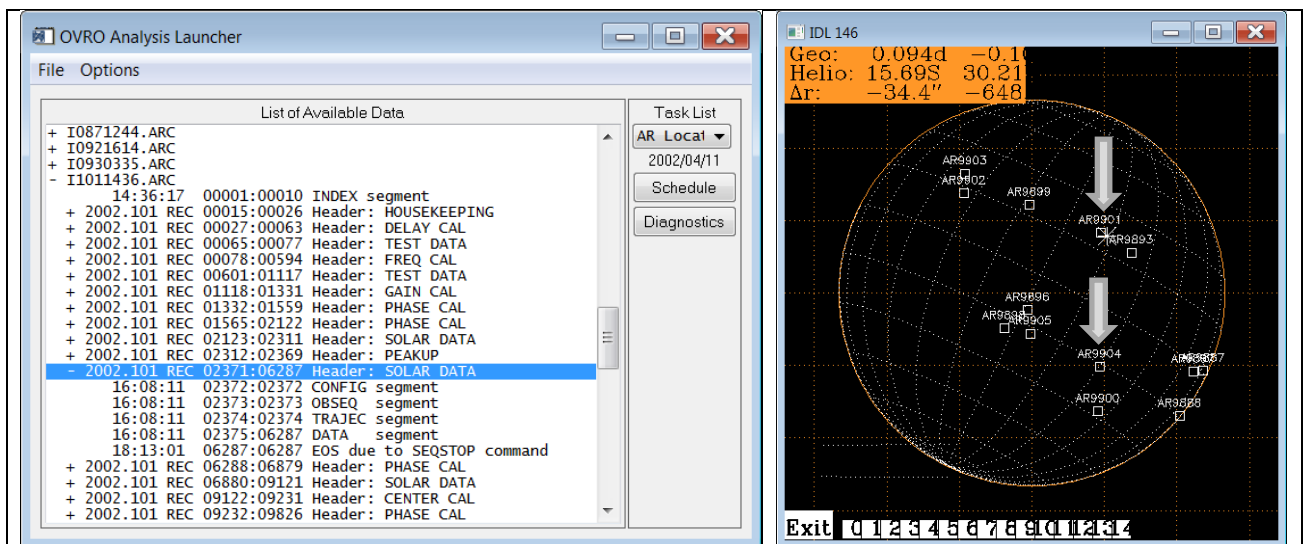 OVRO Analysis Launcher
File Options
List of Available Data
+ I0871244.ARC
+ I0921614.ARC
+ I0930335.ARC
- I1011436.ARC
14:36:17 00001:00010 INDEX segment
+ 2002.101 REC 00015:00026 Header: HOUSEKEEPING
+ 2002.101 REC 00027:00063 Header: DELAY CAL
+ 2002.101 REC 00065:00077 Header: TEST DATA
+ 2002.101 REC 00078:00594 Header: FREQ CAL
+ 2002.101 REC 00601:01117 Header: TEST DATA
+ 2002.101 REC 01118:01331 Header: GAIN CAL
+ 2002.101 REC 01332:01559 Header: PHASE CAL
+ 2002.101 REC 01565:02122 Header: PHASE CAL
+ 2002.101 REC 02123:02311 Header: SOLAR DATA
+ 2002.101 REC 02312:02369 Header: PEAKUP
- 2002.101 REC 02371:06287 Header: SOLAR DATA
16:08:11 02372:02372 CONFIG segment
16:08:11 02373:02373 OBSEQ segment
16:08:11 02374:02374 TRAJEC segment
16:08:11 02375:06287 DATA segment
18:13:01 06287:06287 EOS due to SEQSTOP command
+ 2002.101 REC 06288:06879 Header: PHASE CAL
+ 2002.101 REC 06880:09121 Header: SOLAR DATA
+ 2002.101 REC 09122:09231 Header: CENTER CAL
+ 2002.101 REC 09232:09826 Header: PHASE CAL
Task List
AR Locat
2002/04/11
Schedule
Diagnostics
IDL 146
Geo: 0.094d -0.10
Helio: 15.69S 30.21
Δr: -34.4" -648
AR9903
AR9902
AR9899
AR9901
AR9893
AR9896
AR9905
AR9904
AR9900
AR9888
Exit 0 1 2 3 4 5 6 7 8 9 10 11 12 13 14